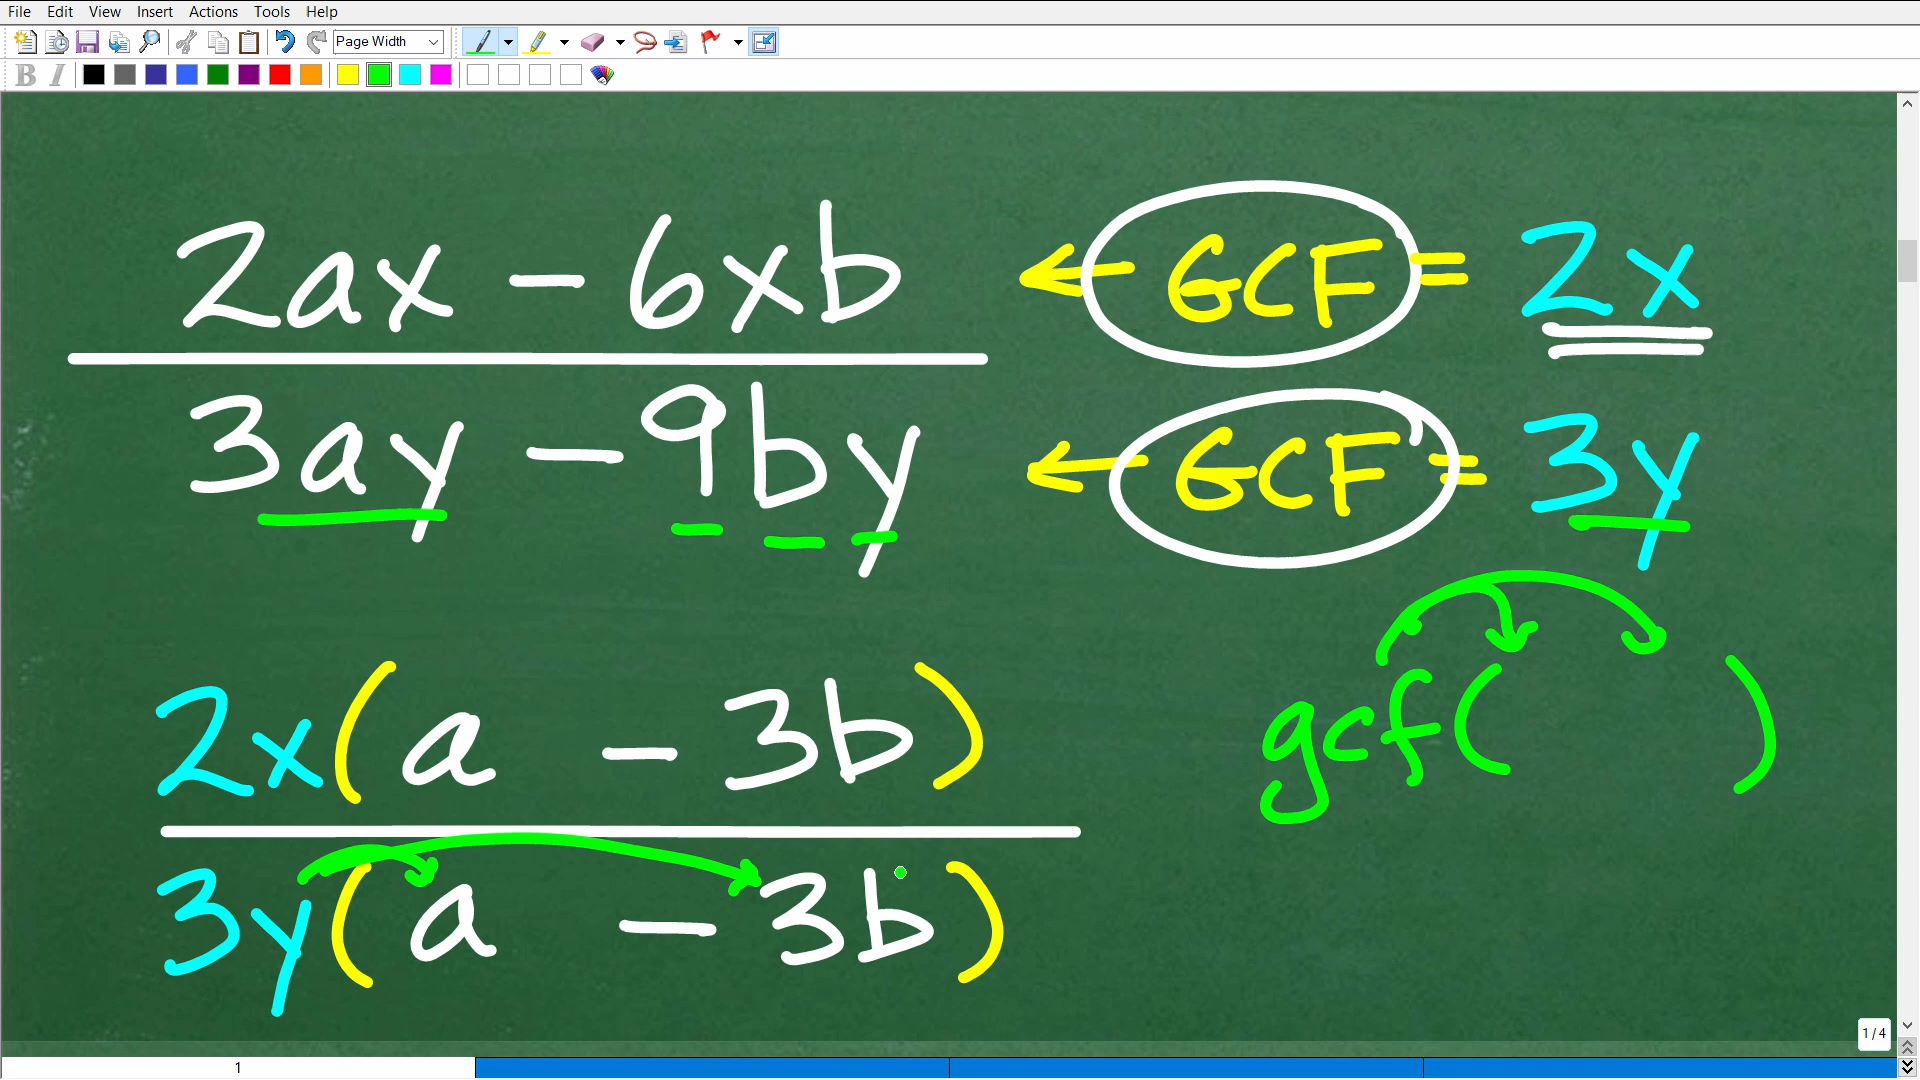 File Edit View Insert Actions Tools Help
Page Width
B I
2ax - 6xb ← GCF = 2x
3ay - 9by ← GCF = 3y
gcf( )
2x(a - 3b)
3y(a - 3b)
1 / 4
1